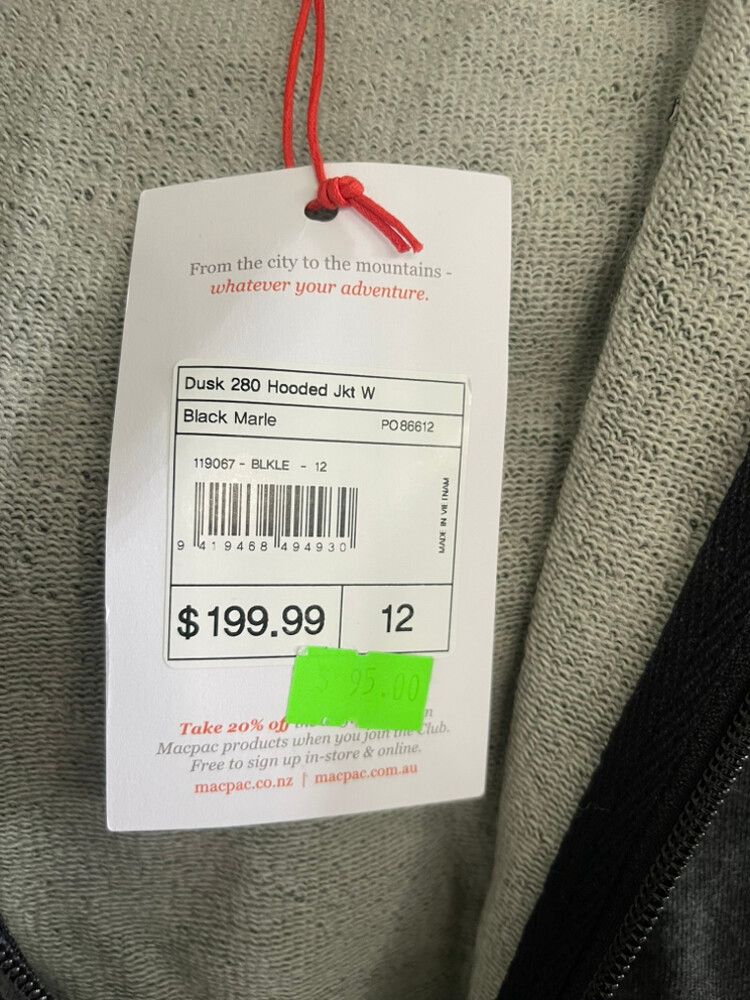 From the city to the mountains -
whatever your adventure.
Dusk 280 Hooded Jkt W
Black Marle
PO86612
119067 - BLKLE - 12
MADE IN VIETNAM
9 419468 494930
$199.99
12
$ 95.00
Take 20% off
Macpac products when you join the Club.
Free to sign up in-store & online.
macpac.co.nz | macpac.com.au